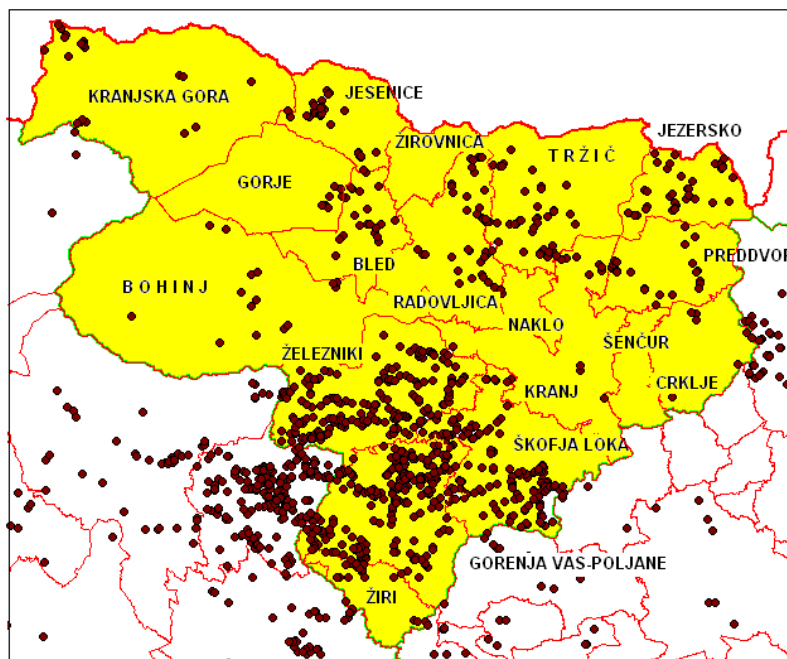 KRANJSKA GORA
JESENICE
JEZERSKO
ŽIROVNICA
TRŽIČ
GORJE
PREDDVOR
BLED
BOHINJ
RADOVLJICA
NAKLO
ŠENČUR
ŽELEZNIKI
CRKLJE
KRANJ
ŠKOFJA LOKA
GORENJA VAS-POLJANE
ŽIRI